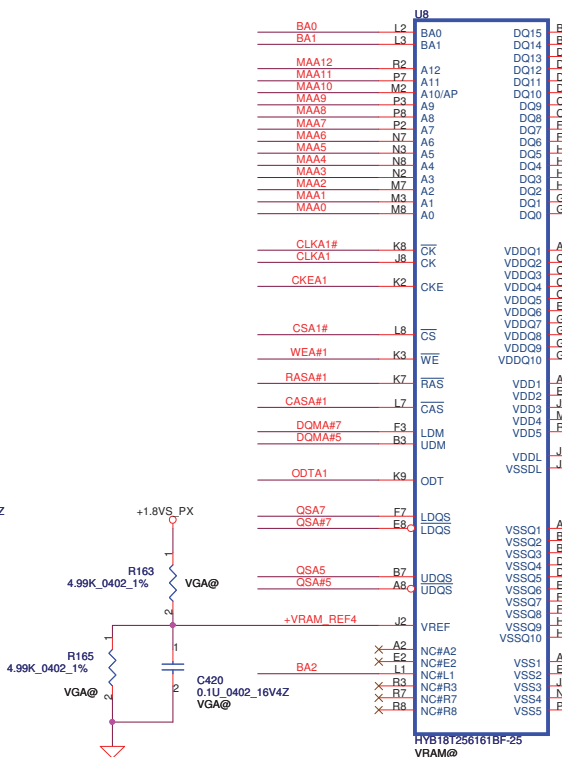 U8
BA0 L2 BA0 DQ15
BA1 L3 BA1 DQ14
DQ13
MAA12 R2 A12 DQ12
MAA11 P7 A11 DQ11
MAA10 M2 A10/AP DQ10
MAA9 P3 A9 DQ9
MAA8 P8 A8 DQ8
MAA7 P2 A7 DQ7
MAA6 N7 A6 DQ6
MAA5 N3 A5 DQ5
MAA4 N8 A4 DQ4
MAA3 N2 A3 DQ3
MAA2 M7 A2 DQ2
MAA1 M3 A1 DQ1
MAA0 M8 A0 DQ0
CLKA1# K8 CK VDDQ1
CLKA1 J8 CK VDDQ2
VDDQ3
CKEA1 K2 CKE VDDQ4
VDDQ5
VDDQ6
VDDQ7
CSA1# L8 CS VDDQ8
VDDQ9
WEA#1 K3 WE VDDQ10
RASA#1 K7 RAS VDD1
VDD2
CASA#1 L7 CAS VDD3
VDD4
DQMA#7 F3 LDM VDD5
DQMA#5 B3 UDM
VDDL
VSSDL
ODTA1 K9 ODT
QSA7 F7 LDQS
QSA#7 E8 LDQS VSSQ1
VSSQ2
VSSQ3
VSSQ4
QSA5 B7 UDQS VSSQ5
QSA#5 A8 UDQS VSSQ6
VSSQ7
VSSQ8
+VRAM_REF4 J2 VREF VSSQ9
VSSQ10
A2 NC#A2
E2 NC#E2 VSS1
BA2 L1 NC#L1 VSS2
R3 NC#R3 VSS3
R7 NC#R7 VSS4
R8 NC#R8 VSS5
HYB18T256161BF-25
VRAM@
+1.8VS_PX
1
R163
4.99K_0402_1%
VGA@
2
1
R165
4.99K_0402_1%
VGA@
2
1
2
C420
0.1U_0402_16V4Z
VGA@